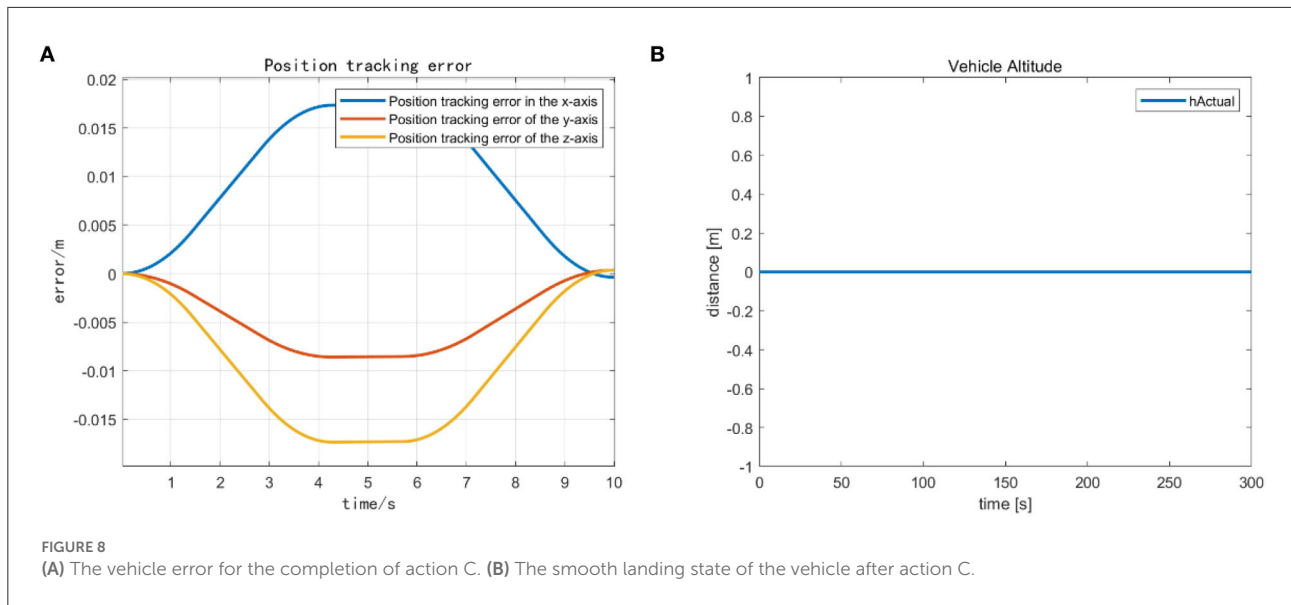 A
Position tracking error
0.02
0.015
0.01
0.005
0
-0.005
-0.01
-0.015
error/m
Position tracking error in the x-axis
Position tracking error of the y-axis
Position tracking error of the z-axis
1 2 3 4 5 6 7 8 9 10
time/s
B
Vehicle Altitude
1
0.8
0.6
0.4
0.2
0
-0.2
-0.4
-0.6
-0.8
-1
distance [m]
hActual
0 50 100 150 200 250 300
time [s]
FIGURE 8
(A) The vehicle error for the completion of action C. (B) The smooth landing state of the vehicle after action C.